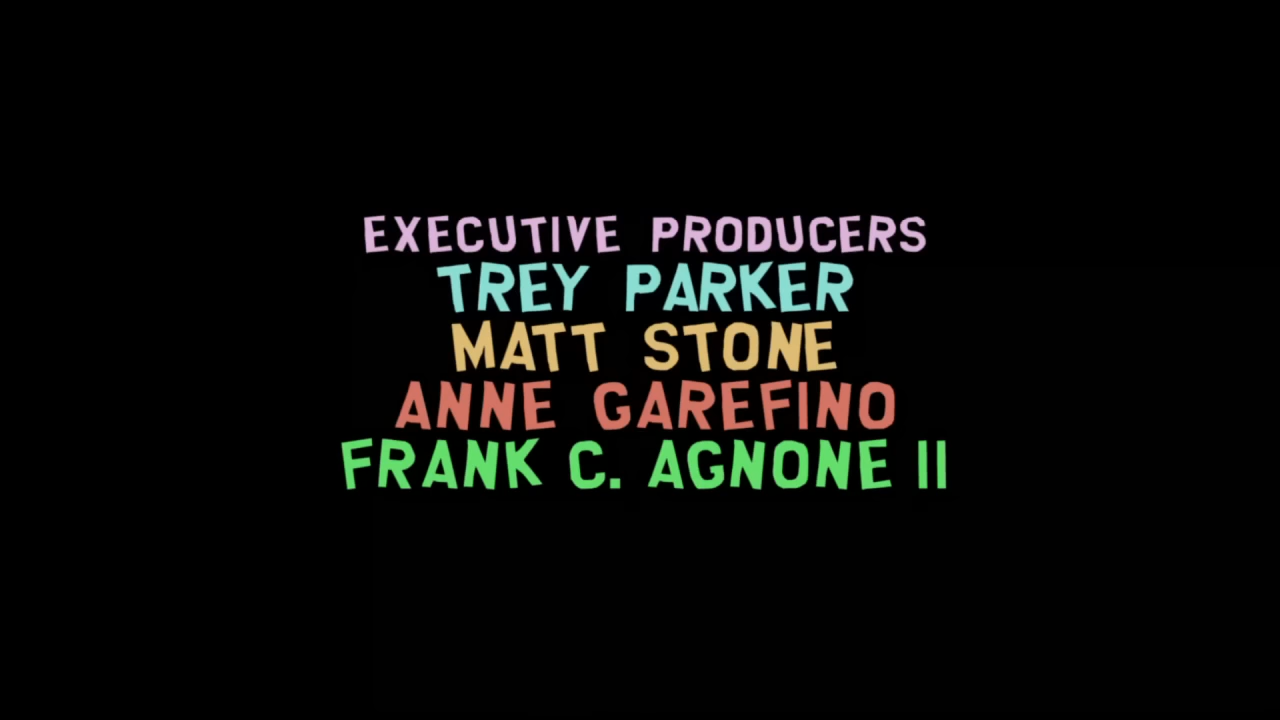 EXECUTIVE PRODUCERS
TREY PARKER
MATT STONE
ANNE GAREFINO
FRANK C. AGNONE II